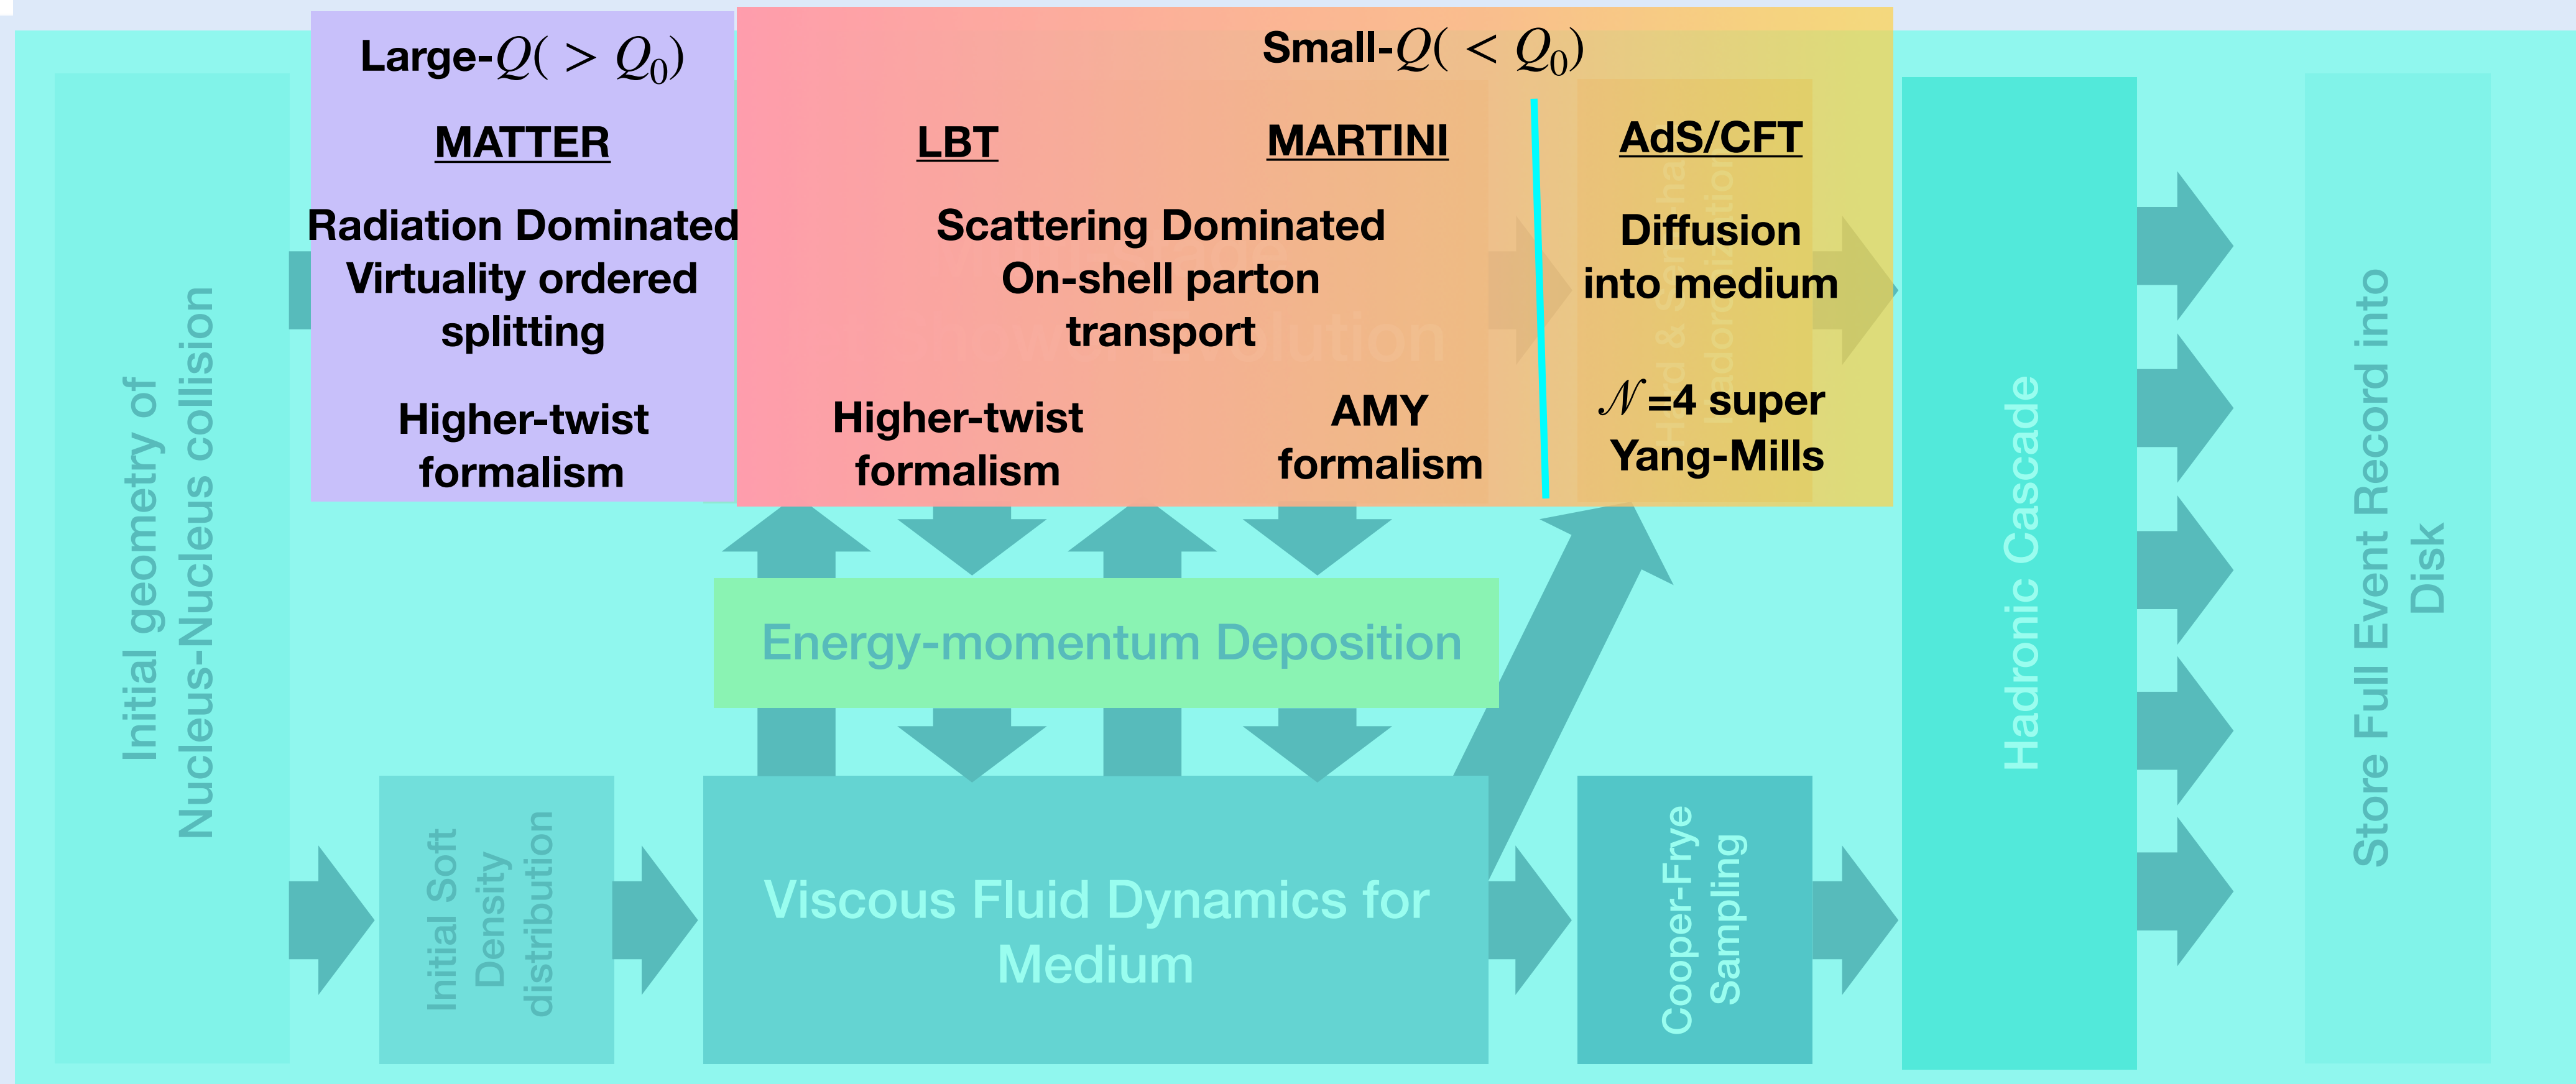 Large-Q( > Q₀)
MATTER
Radiation Dominated
Virtuality ordered
splitting
Higher-twist
formalism
Small-Q( < Q₀)
LBT
MARTINI
Scattering Dominated
On-shell parton
transport
Higher-twist
formalism
AMY
formalism
AdS/CFT
Diffusion
into medium
𝒩=4 super
Yang-Mills
Initial geometry of
Nucleus-Nucleus collision
Energy-momentum Deposition
Initial Soft
Density
distribution
Viscous Fluid Dynamics for
Medium
Cooper-Frye
Sampling
Hadronic Cascade
Store Full Event Record into
Disk